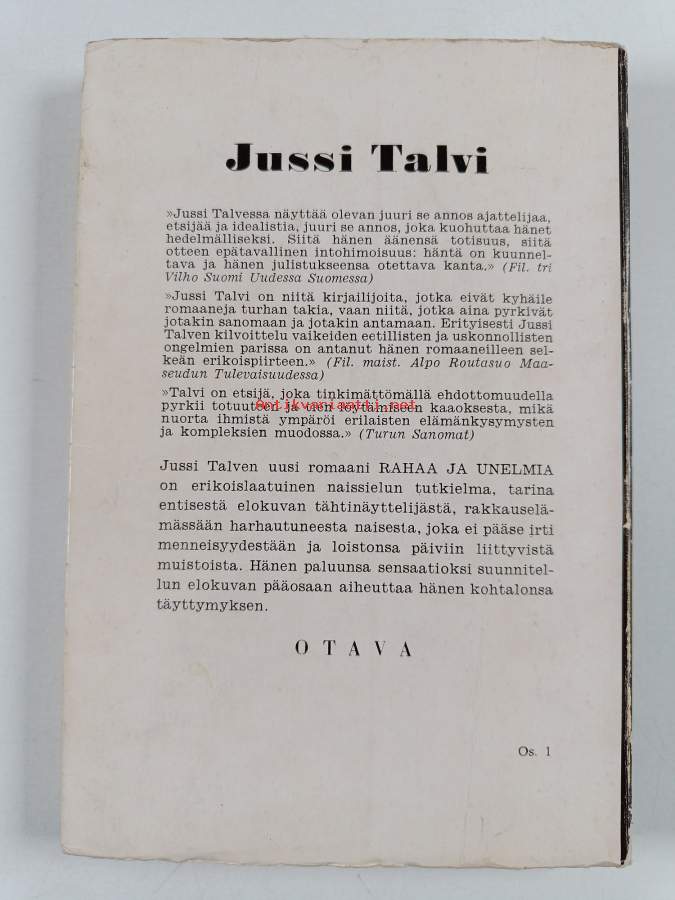 Jussi Talvi
»Jussi Talvessa näyttää olevan juuri se annos ajattelijaa,
etsijää ja idealistia, juuri se annos, joka kuohuttaa hänet
hedelmälliseksi. Siitä hänen äänensä totisuus, siitä
otteen epätavallinen intohimoisuus: häntä on kuunnel-
tava ja hänen julistukseensa otettava kanta.» (Fil. tri
Vilho Suomi Uudessa Suomessa)
»Jussi Talvi on niitä kirjailijoita, jotka eivät kyhäile
romaaneja turhan takia, vaan niitä, jotka aina pyrkivät
jotakin sanomaan ja jotakin antamaan. Erityisesti Jussi
Talven kilvoittelu vaikeiden eetillisten ja uskonnollisten
ongelmien parissa on antanut hänen romaaneilleen sel-
keän erikoispiirteen.» (Fil. maist. Alpo Routasuo Maa-
seudun Tulevaisuudessa)
»Talvi on etsijä, joka tinkimättömällä ehdottomuudella
pyrkii totuuteen ja tien löytämiseen kaaoksesta, mikä
antikvariaatti.net
nuorta ihmistä ympäröi erilaisten elämänkysymysten
ja kompleksien muodossa.» (Turun Sanomat)
Jussi Talven uusi romaani RAHAA JA UNELMIA
on erikoislaatuinen naissielun tutkielma, tarina
entisestä elokuvan tähtinäyttelijästä, rakkauselä-
mässään harhautuneesta naisesta, joka ei pääse irti
menneisyydestään ja loistonsa päiviin liittyvistä
muistoista. Hänen paluunsa sensaatioksi suunnitel-
lun elokuvan pääosaan aiheuttaa hänen kohtalonsa
täyttymyksen.
OTAVA
Os. 1